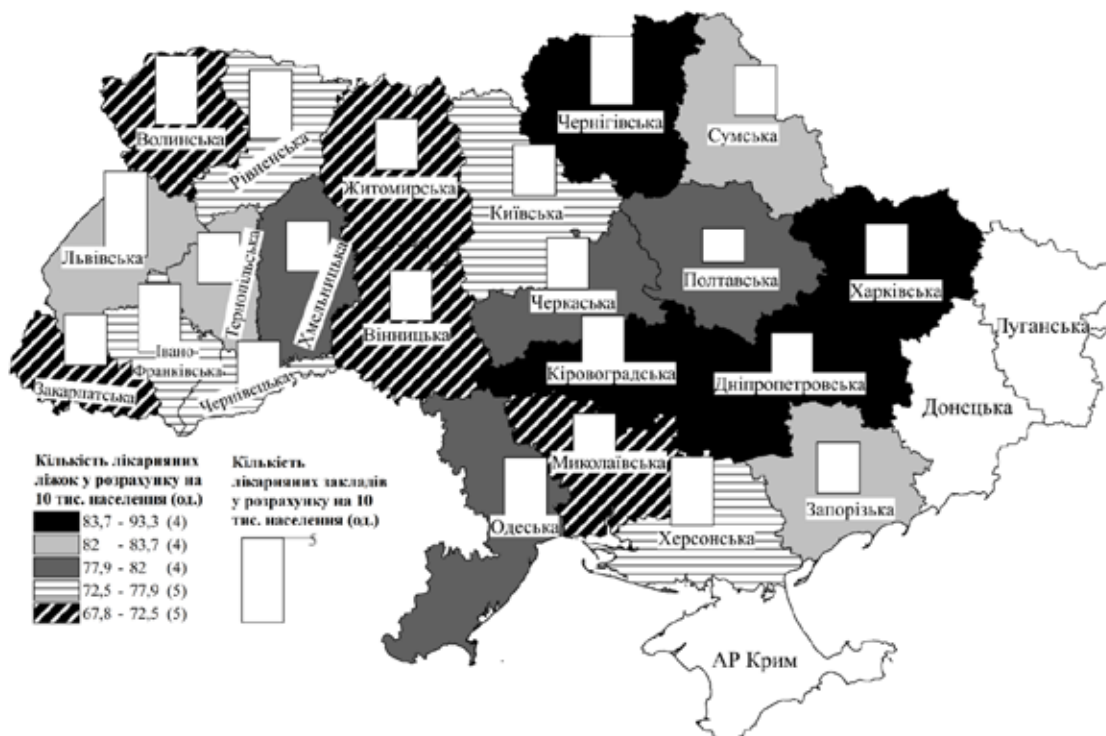 Чернігівська
Сумська
Волинська
Рівненська
Житомирська
Київська
Львівська
Тернопільська
Хмельницька
Черкаська
Полтавська
Харківська
Луганська
Вінницька
Івано-
Франківська
Закарпатська
Чернівецька
Кіровоградська
Дніпропетровська
Донецька
Миколаївська
Одеська
Херсонська
Запорізька
АР Крим
Кількість лікарняних
ліжок у розрахунку на
10 тис. населення (од.)
83,7 - 93,3 (4)
82 - 83,7 (4)
77,9 - 82 (4)
72,5 - 77,9 (5)
67,8 - 72,5 (5)
Кількість
лікарняних закладів
у розрахунку на 10
тис. населення (од.)
5